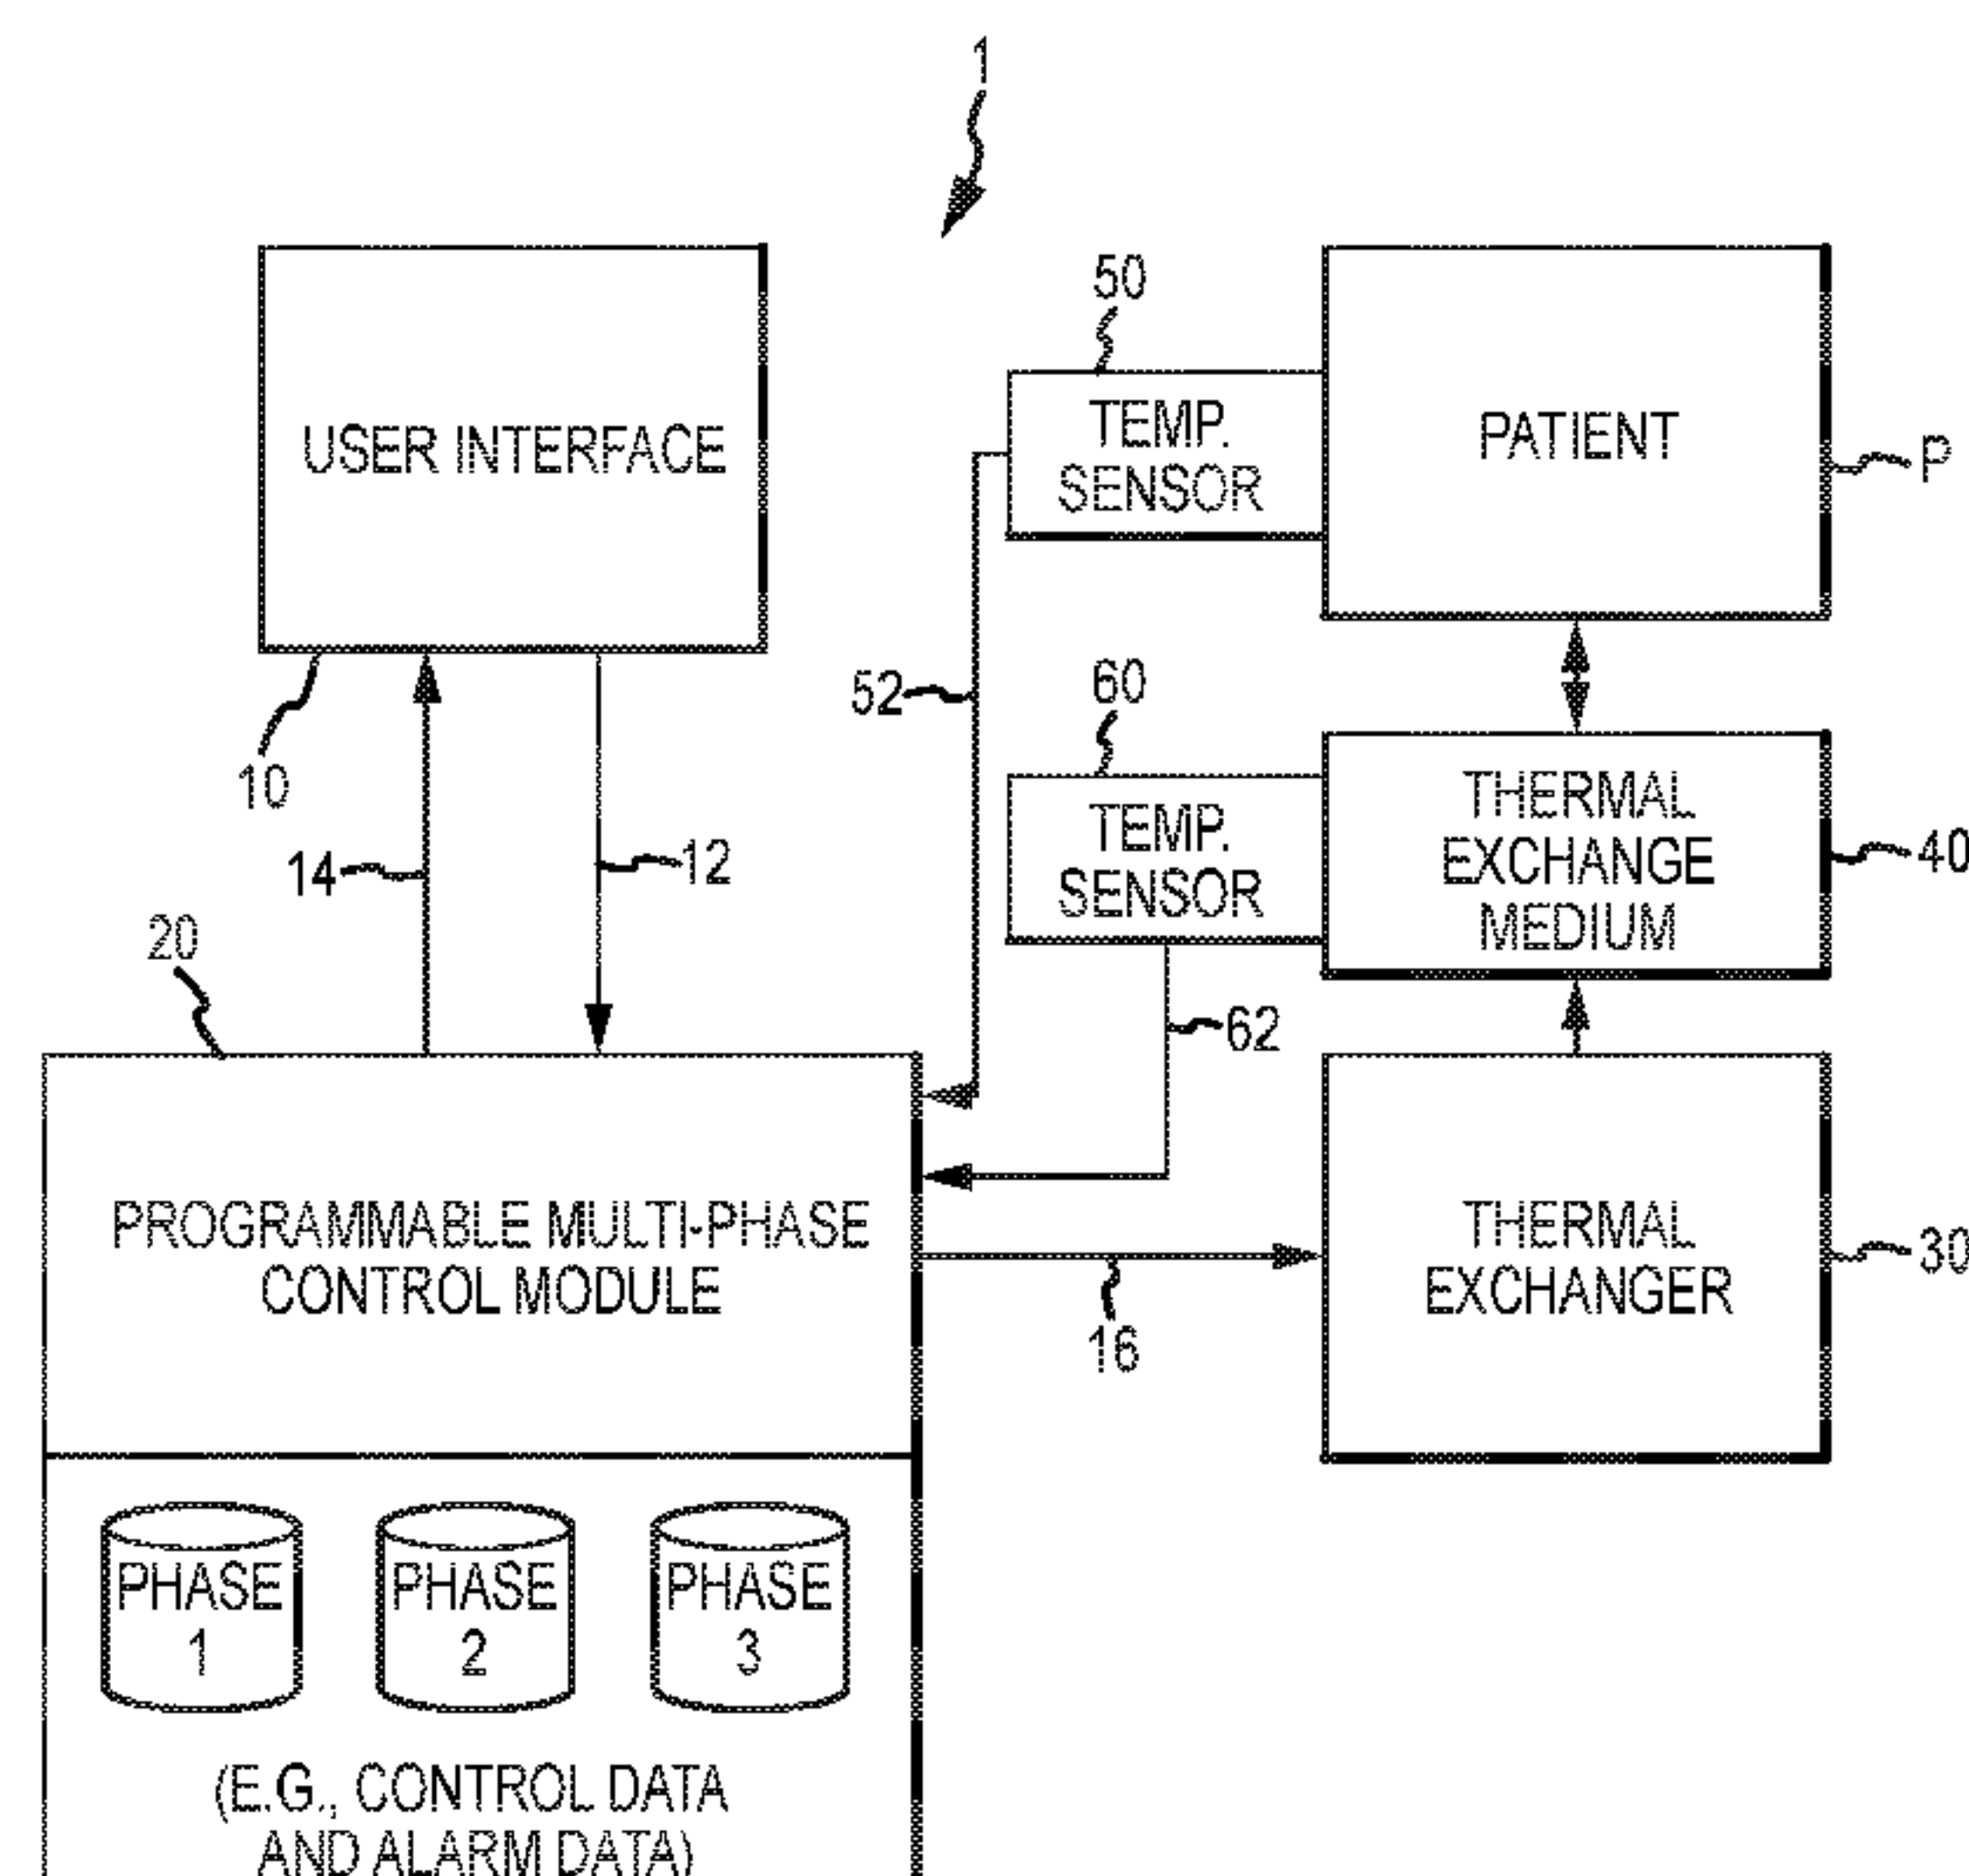 1
USER INTERFACE
50
TEMP.
SENSOR
PATIENT
P
52
60
10
TEMP.
SENSOR
THERMAL
EXCHANGE
MEDIUM
40
14
12
20
62
PROGRAMMABLE MULTI-PHASE
CONTROL MODULE
THERMAL
EXCHANGER
30
16
PHASE
1
PHASE
2
PHASE
3
(E.G., CONTROL DATA
AND ALARM DATA)